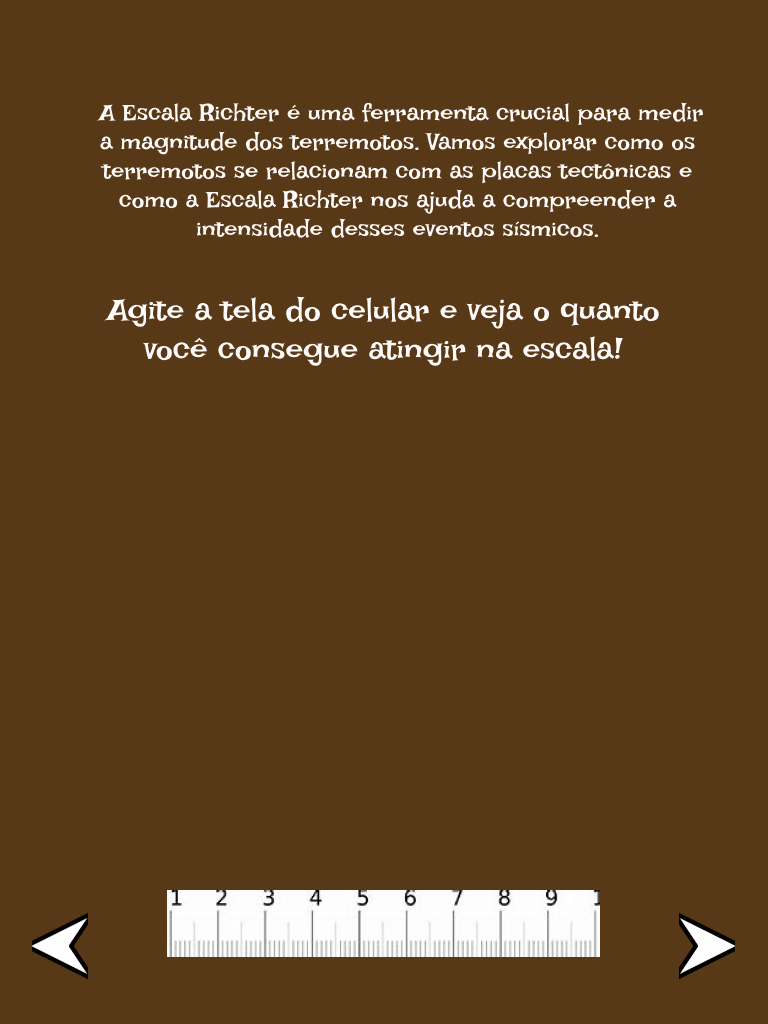 A Escala Richter é uma ferramenta crucial para medir
a magnitude dos terremotos. Vamos explorar como os
terremotos se relacionam com as placas tectônicas e
como a Escala Richter nos ajuda a compreender a
intensidade desses eventos sísmicos.
Agite a tela do celular e veja o quanto
você consegue atingir na escala!
1 2 3 4 5 6 7 8 9